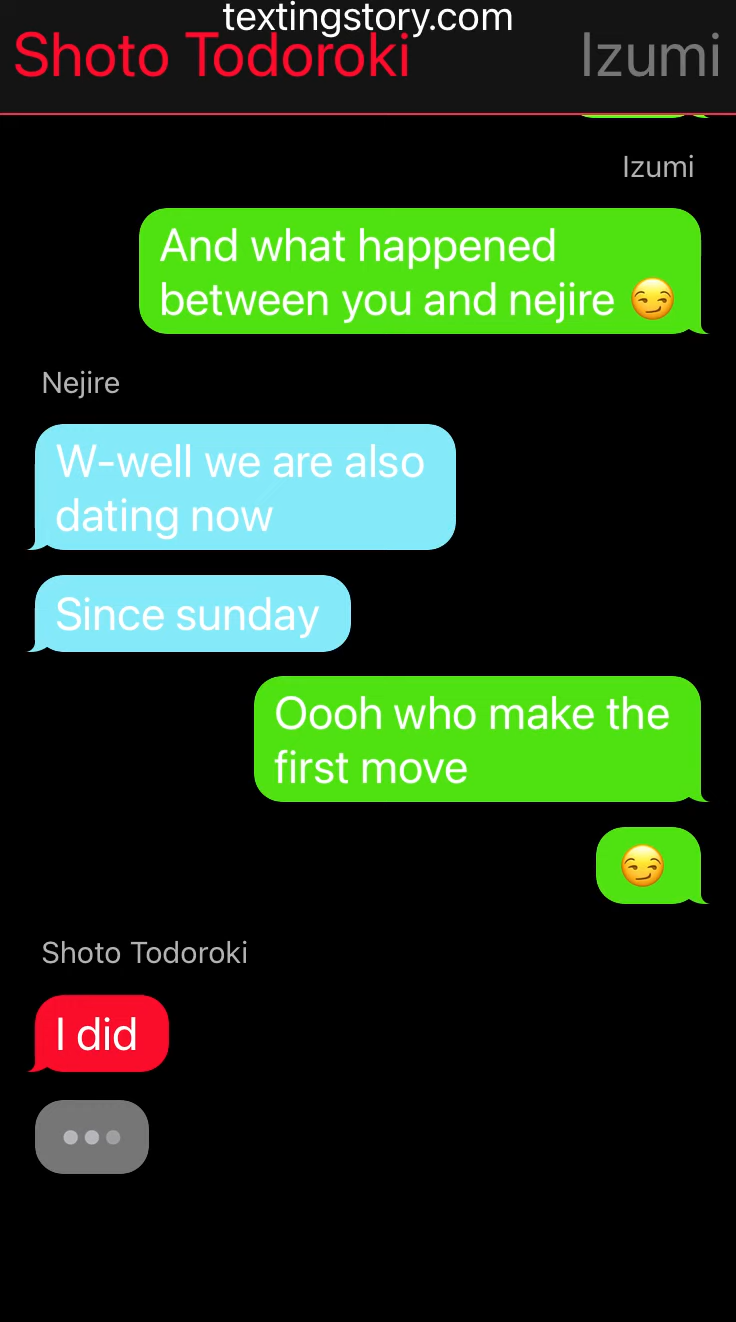 textingstory.com
Shoto Todoroki Izumi
Izumi
And what happened
between you and nejire 😏
Nejire
W-well we are also
dating now
Since sunday
Oooh who make the
first move
😏
Shoto Todoroki
I did